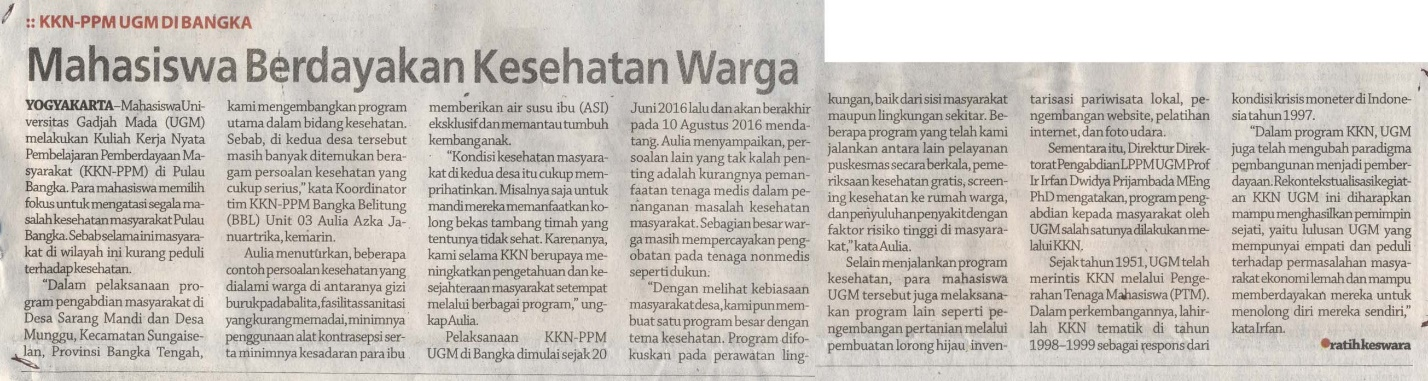 :: KKN-PPM UGM DI BANGKA
Mahasiswa Berdayakan Kesehatan Warga
YOGYAKARTA–Mahasiswa Uni-
versitas Gadjah Mada (UGM)
melakukan Kuliah Kerja Nyata
Pembelajaran Pemberdayaan Ma-
syarakat (KKN-PPM) di Pulau
Bangka. Para mahasiswa memilih
fokus untuk mengatasi segala ma-
salah kesehatan masyarakat Pulau
Bangka. Sebab selama ini masyara-
kat di wilayah ini kurang peduli
terhadap kesehatan.
“Dalam pelaksanaan pro-
gram pengabdian masyarakat di
Desa Sarang Mandi dan Desa
Munggu, Kecamatan Sungaise-
lan, Provinsi Bangka Tengah,
kami mengembangkan program
utama dalam bidang kesehatan.
Sebab, di kedua desa tersebut
masih banyak ditemukan bera-
gam persoalan kesehatan yang
cukup serius,” kata Koordinator
tim KKN-PPM Bangka Belitung
(BBL) Unit 03 Aulia Azka Ja-
nuartrika, kemarin.
Aulia menuturkan, beberapa
contoh persoalan kesehatan yang
dialami warga di antaranya gizi
buruk pada balita, fasilitas sanitasi
yang kurang memadai, minimnya
penggunaan alat kontrasepsi ser-
ta minimnya kesadaran para ibu
memberikan air susu ibu (ASI)
eksklusif dan memantau tumbuh
kembang anak.
“Kondisi kesehatan masyara-
kat di kedua desa itu cukup mem-
prihatinkan. Misalnya saja untuk
mandi mereka memanfaatkan ko-
long bekas tambang timah yang
tentunya tidak sehat. Karenanya,
kami selama KKN berupaya me-
ningkatkan pengetahuan dan ke-
sejahteraan masyarakat setempat
melalui berbagai program,” ung-
kap Aulia.
Pelaksanaan KKN-PPM
UGM di Bangka dimulai sejak 20
Juni 2016 lalu dan akan berakhir
pada 10 Agustus 2016 menda-
tang. Aulia menyampaikan, per-
soalan lain yang tak kalah pen-
ting adalah kurangnya peman-
faatan tenaga medis dalam pe-
nanganan masalah kesehatan
masyarakat. Sebagian besar war-
ga masih mempercayakan peng-
obatan pada tenaga nonmedis
seperti dukun.
“Dengan melihat kebiasaan
masyarakat desa, kami pun mem-
buat satu program besar dengan
tema kesehatan. Program difo-
kuskan pada perawatan ling-
kungan, baik dari sisi masyarakat
maupun lingkungan sekitar. Be-
berapa program yang telah kami
jalankan antara lain pelayanan
puskesmas secara berkala, peme-
riksaan kesehatan gratis, screen-
ing kesehatan ke rumah warga,
dan penyuluhan penyakit dengan
faktor risiko tinggi di masyara-
kat,” kata Aulia.
Selain menjalankan program
kesehatan, para mahasiswa
UGM tersebut juga melaksana-
kan program lain seperti pe-
ngembangan pertanian melalui
pembuatan lorong hijau, inven-
tarisasi pariwisata lokal, pe-
ngembangan website, pelatihan
internet, dan foto udara.
Sementara itu, Direktur Direk-
torat Pengabdian LPPM UGM Prof
Ir Irfan Dwidya Prijambada MEng
PhD mengatakan, program peng-
abdian kepada masyarakat oleh
UGM salah satunya dilakukan me-
lalui KKN.
Sejak tahun 1951, UGM telah
merintis KKN melalui Penge-
rahan Tenaga Mahasiswa (PTM).
Dalam perkembangannya, lahir-
lah KKN tematik di tahun
1998–1999 sebagai respons dari
kondisi krisis moneter di Indone-
sia tahun 1997.
“Dalam program KKN, UGM
juga telah mengubah paradigma
pembangunan menjadi pember-
dayaan. Rekontekstualisasi kegiat-
an KKN UGM ini diharapkan
mampu menghasilkan pemimpin
sejati, yaitu lulusan UGM yang
mempunyai empati dan peduli
terhadap permasalahan masya-
rakat ekonomi lemah dan mampu
memberdayakan mereka untuk
menolong diri mereka sendiri,”
kata Irfan.
ratih keswara